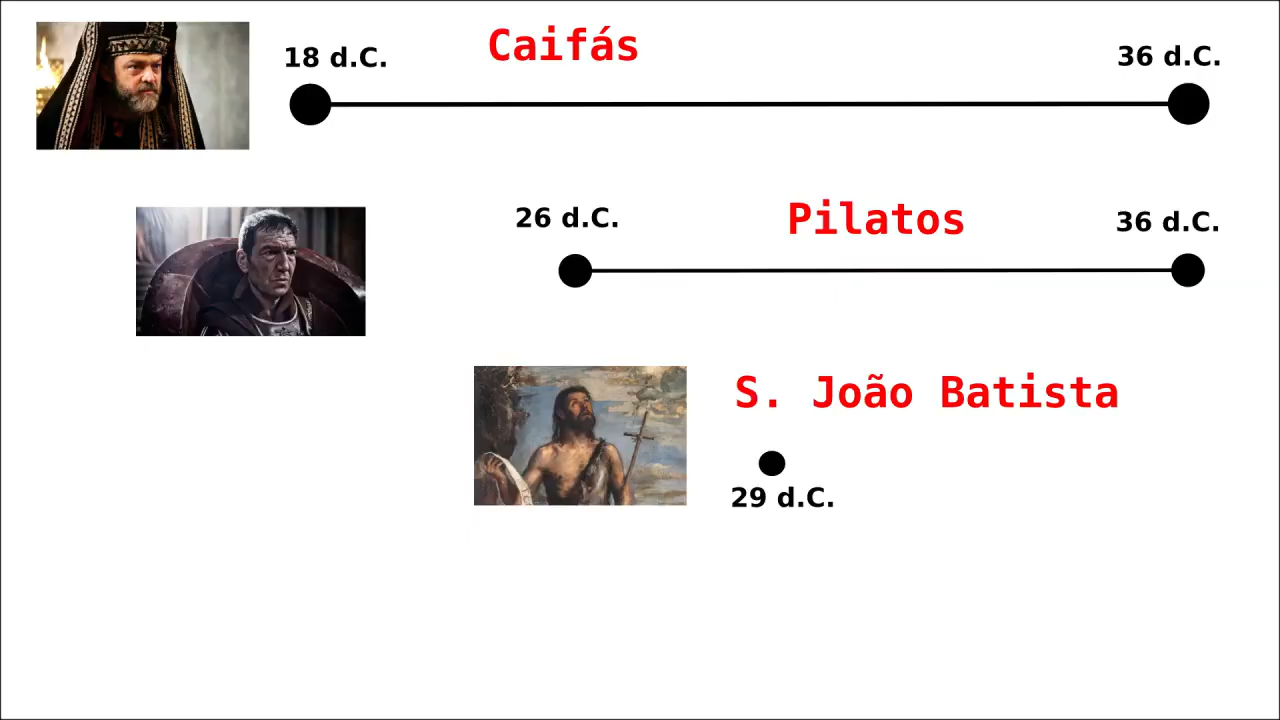 Caifás
18 d.C.
36 d.C.
Pilatos
26 d.C.
36 d.C.
S. João Batista
29 d.C.